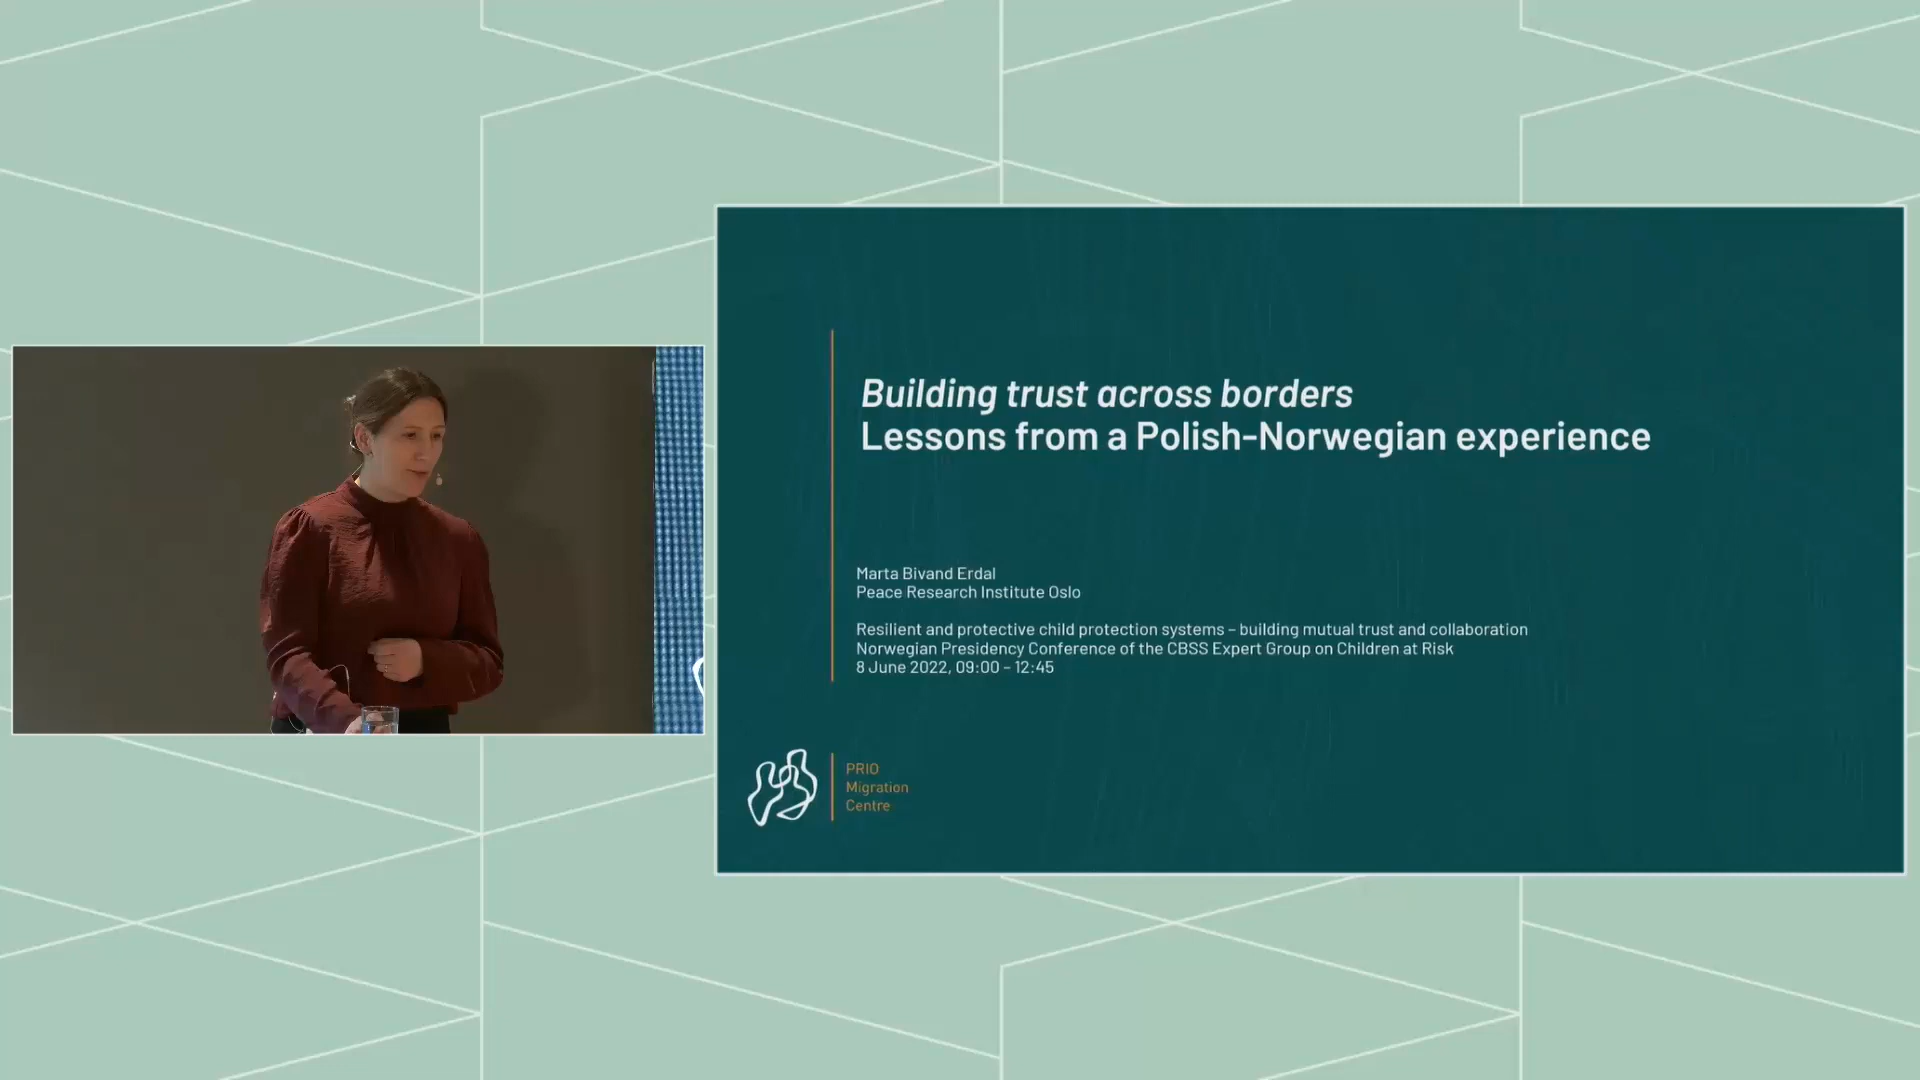 Building trust across borders
Lessons from a Polish-Norwegian experience
Marta Bivand Erdal
Peace Research Institute Oslo
Resilient and protective child protection systems – building mutual trust and collaboration
Norwegian Presidency Conference of the CBSS Expert Group on Children at Risk
8 June 2022, 09:00 – 12:45
PRIO
Migration
Centre